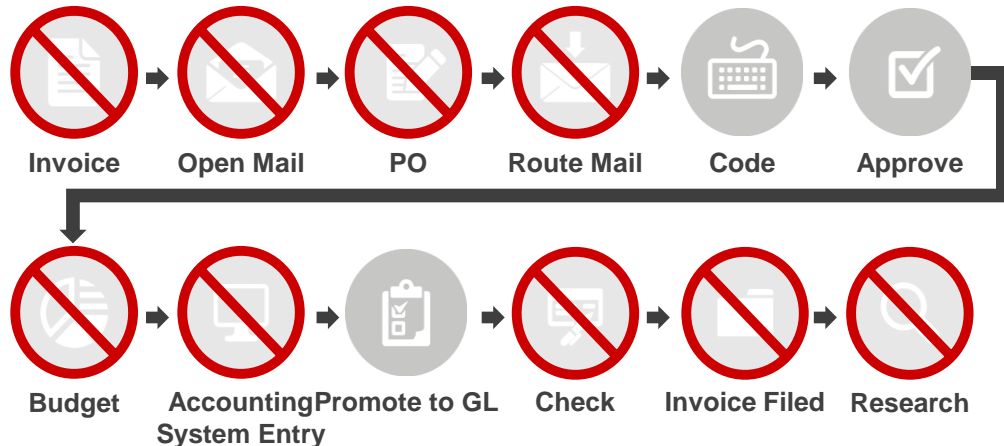 Invoice
Open Mail
PO
Route Mail
Code
Approve
Budget
Accounting
System Entry
Promote to GL
Check
Invoice Filed
Research